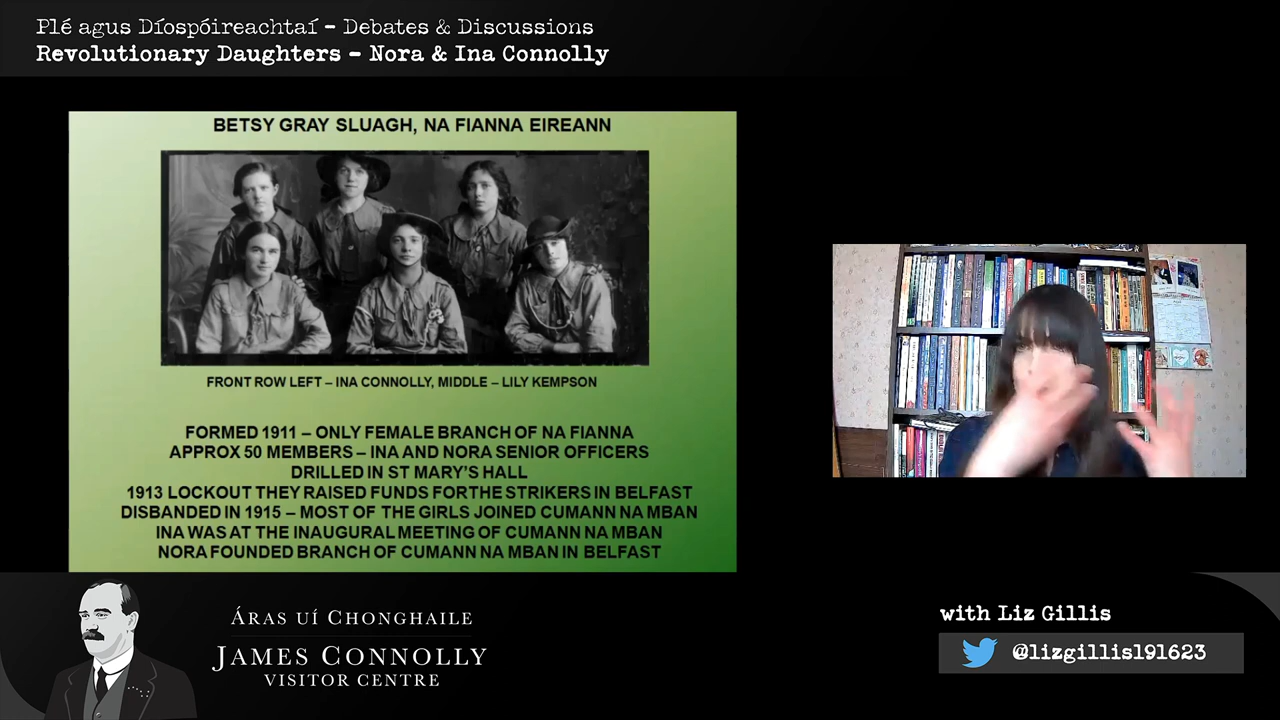 Plé agus Díospóireachtaí – Debates & Discussions
Revolutionary Daughters – Nora & Ina Connolly
BETSY GRAY SLUAGH, NA FIANNA EIREANN
FRONT ROW LEFT – INA CONNOLLY, MIDDLE – LILY KEMPSON
FORMED 1911 – ONLY FEMALE BRANCH OF NA FIANNA
APPROX 50 MEMBERS – INA AND NORA SENIOR OFFICERS
DRILLED IN ST MARY'S HALL
1913 LOCKOUT THEY RAISED FUNDS FORTHE STRIKERS IN BELFAST
DISBANDED IN 1915 – MOST OF THE GIRLS JOINED CUMANN NA MBAN
INA WAS AT THE INAUGURAL MEETING OF CUMANN NA MBAN
NORA FOUNDED BRANCH OF CUMANN NA MBAN IN BELFAST
ÁRAS UÍ CHONGHAILE
JAMES CONNOLLY
VISITOR CENTRE
with Liz Gillis
@lizgillis191623